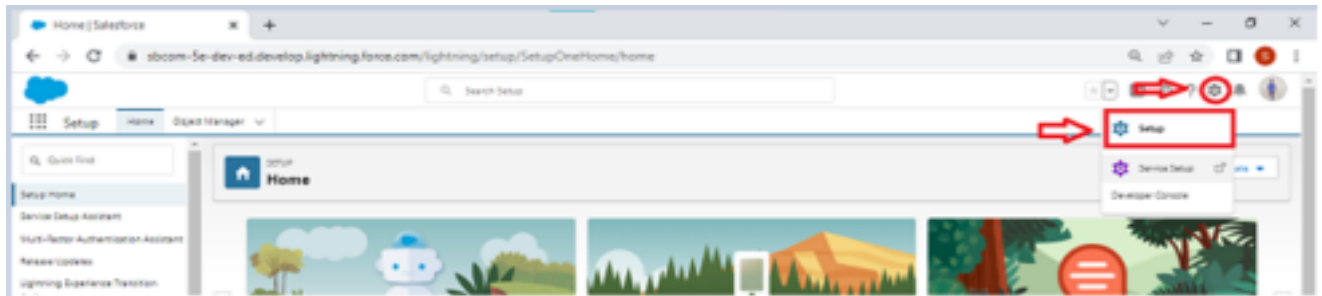 Home | Salesforce
sbcom-5e-dev-ed.develop.lightning.force.com/lightning/setup/SetupOneHome/home
S
Search Setup
?
Setup Home Object Manager
Setup
Quick Find
SETUP
Home
Service Setup
Setup Home
Developer Console
Service Setup Assistant
Multi-Factor Authentication Assistant
Release Updates
Lightning Experience Transition